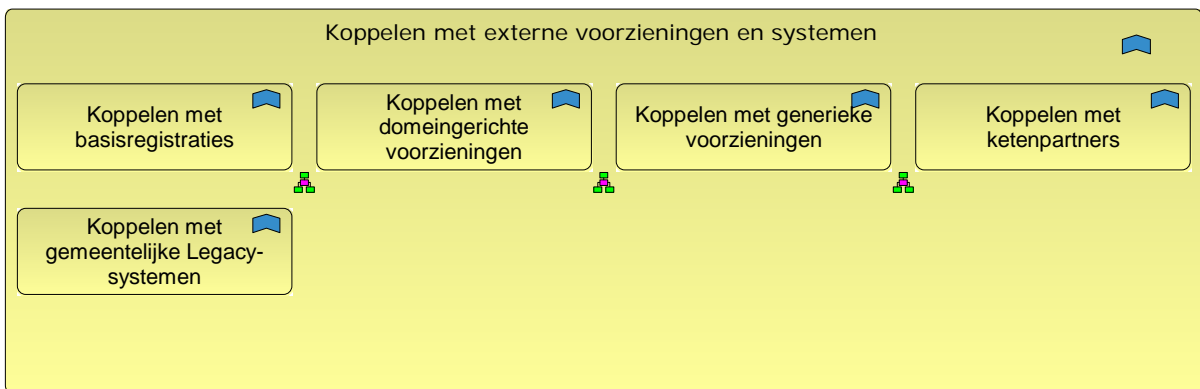 Koppelen met externe voorzieningen en systemen
Koppelen met
basisregistraties
Koppelen met
domeingerichte
voorzieningen
Koppelen met generieke
voorzieningen
Koppelen met
ketenpartners
Koppelen met
gemeentelijke Legacy-
systemen